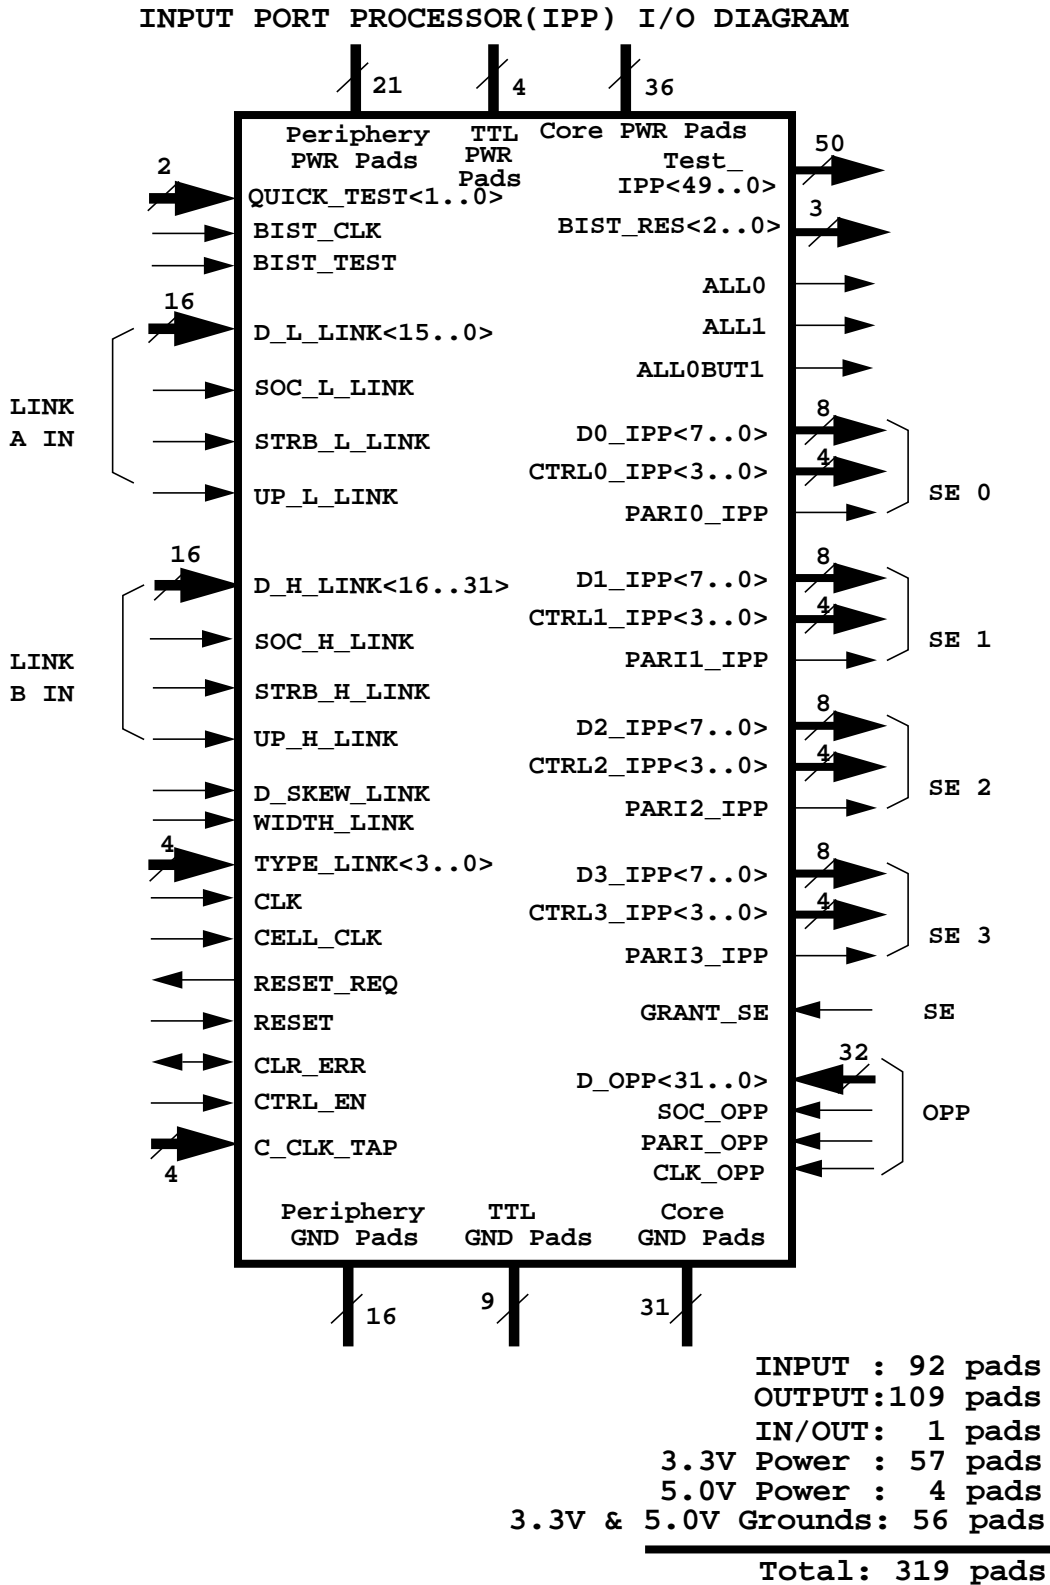 INPUT PORT PROCESSOR(IPP) I/O DIAGRAM
21
4
36
Periphery
PWR Pads
TTL
PWR
Pads
Core PWR Pads
2
QUICK_TEST<1..0>
BIST_CLK
BIST_TEST
16
D_L_LINK<15..0>
SOC_L_LINK
STRB_L_LINK
UP_L_LINK
LINK
A IN
16
D_H_LINK<16..31>
SOC_H_LINK
STRB_H_LINK
UP_H_LINK
LINK
B IN
D_SKEW_LINK
WIDTH_LINK
4
TYPE_LINK<3..0>
CLK
CELL_CLK
RESET_REQ
RESET
CLR_ERR
CTRL_EN
C_CLK_TAP
4
Test_
IPP<49..0>
50
BIST_RES<2..0>
3
ALL0
ALL1
ALL0BUT1
D0_IPP<7..0>
8
CTRL0_IPP<3..0>
4
PARI0_IPP
SE 0
D1_IPP<7..0>
8
CTRL1_IPP<3..0>
4
PARI1_IPP
SE 1
D2_IPP<7..0>
8
CTRL2_IPP<3..0>
4
PARI2_IPP
SE 2
D3_IPP<7..0>
8
CTRL3_IPP<3..0>
4
PARI3_IPP
SE 3
GRANT_SE
SE
32
D_OPP<31..0>
SOC_OPP
PARI_OPP
CLK_OPP
OPP
Periphery
GND Pads
TTL
GND Pads
Core
GND Pads
16
9
31
INPUT : 92 pads
OUTPUT:109 pads
IN/OUT: 1 pads
3.3V Power : 57 pads
5.0V Power : 4 pads
3.3V & 5.0V Grounds: 56 pads
Total: 319 pads